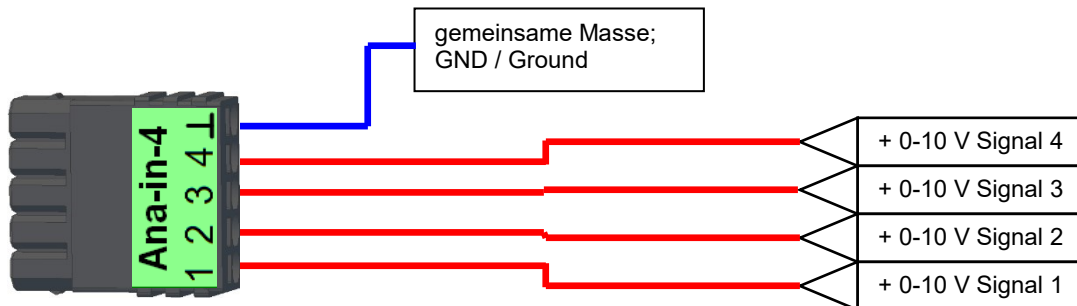 gemeinsame Masse;
GND / Ground
Ana-in-4
1 2 3 4 ⊥
+ 0-10 V Signal 4
+ 0-10 V Signal 3
+ 0-10 V Signal 2
+ 0-10 V Signal 1